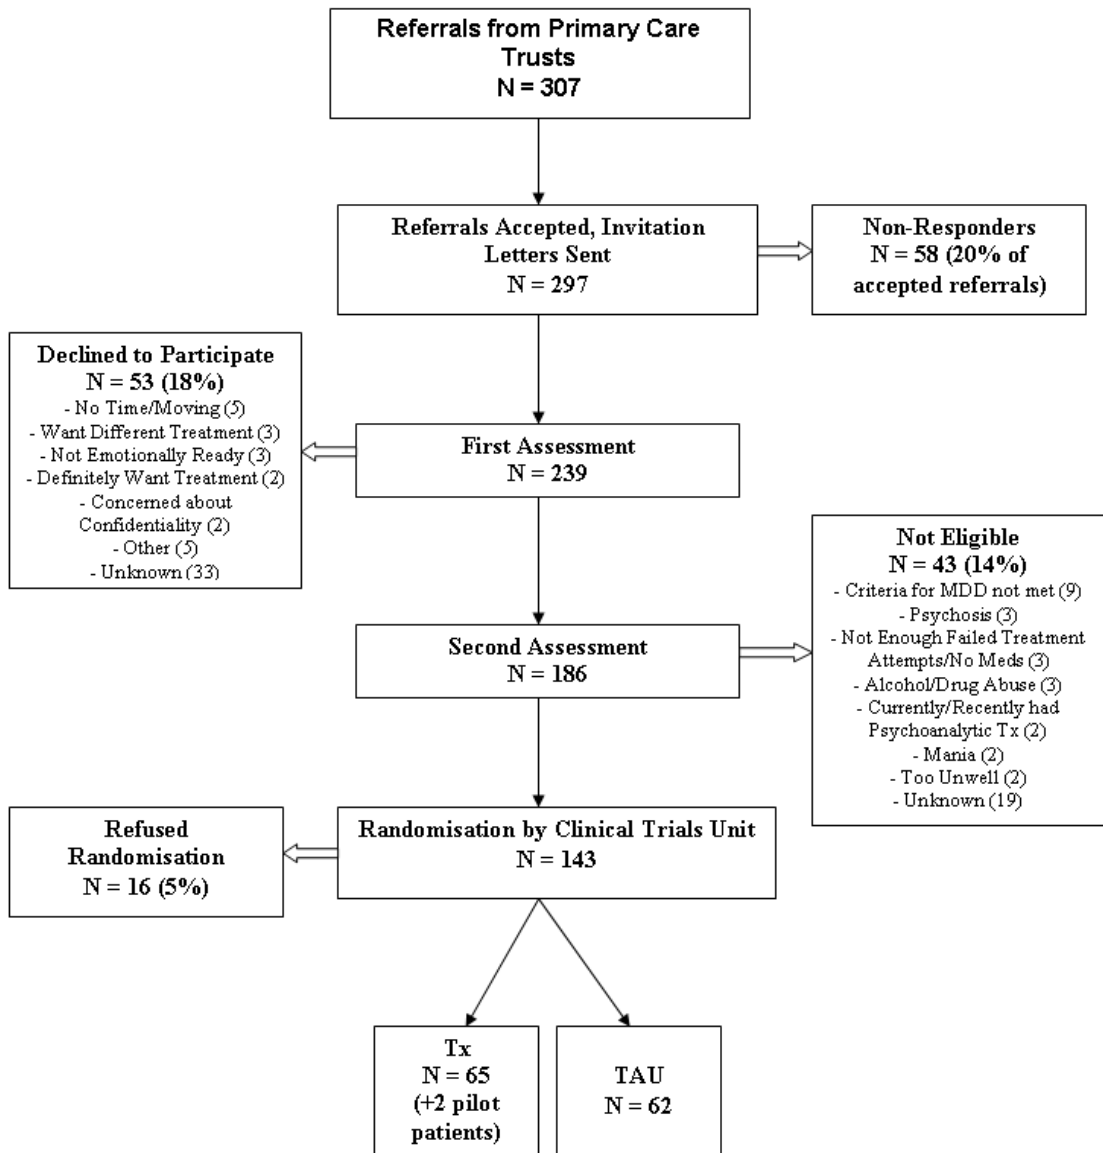 Referrals from Primary Care
Trusts
N = 307
Referrals Accepted, Invitation
Letters Sent
N = 297
Non-Responders
N = 58 (20% of
accepted referrals)
Declined to Participate
N = 53 (18%)
- No Time/Moving (5)
- Want Different Treatment (3)
- Not Emotionally Ready (3)
- Definitely Want Treatment (2)
- Concerned about
Confidentiality (2)
- Other (5)
- Unknown (33)
First Assessment
N = 239
Not Eligible
N = 43 (14%)
- Criteria for MDD not met (9)
- Psychosis (3)
- Not Enough Failed Treatment
Attempts/No Meds (3)
- Alcohol/Drug Abuse (3)
- Currently/Recently had
Psychoanalytic Tx (2)
- Mania (2)
- Too Unwell (2)
- Unknown (19)
Second Assessment
N = 186
Refused
Randomisation
N = 16 (5%)
Randomisation by Clinical Trials Unit
N = 143
Tx
N = 65
(+2 pilot
patients)
TAU
N = 62